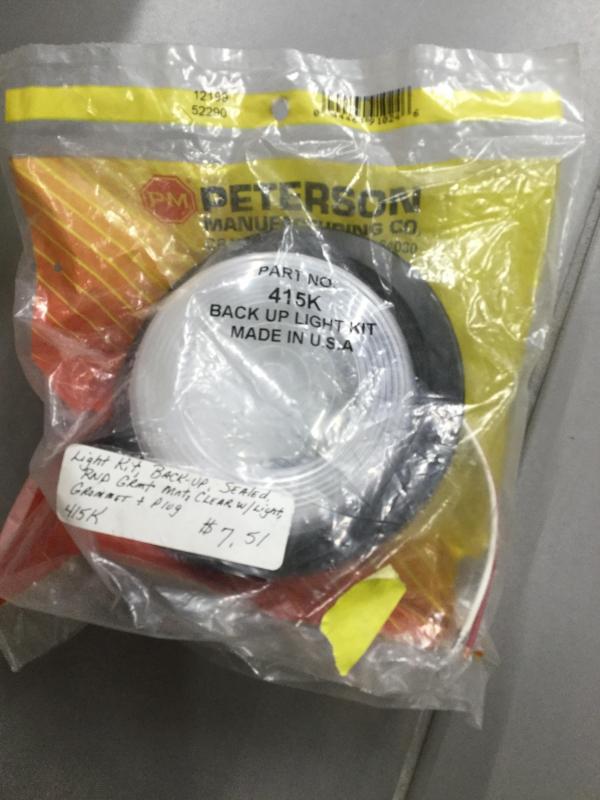 12199
52290
PM
PETERSON
MANUFACTURING CO.
PART NO.
415K
BACK UP LIGHT KIT
MADE IN U.S.A
Light Kit, BACK-UP, SEALED,
RND Grmt Mnt, CLEAR w/Light,
Grommet + Plug
415K
$ 7.51